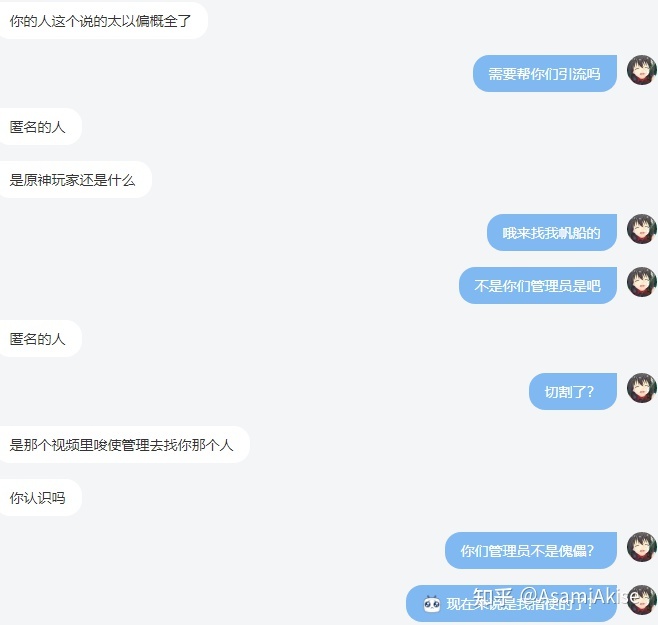 你的人这个说的太以偏概全了
需要帮你们引流吗
匿名的人
是原神玩家还是什么
哦来找我帆船的
不是你们管理员是吧
匿名的人
切割了？
是那个视频里唆使管理去找你那个人
你认识吗
你们管理员不是傀儡？
现在来说是我指使的了？
知乎 @AsamiAkise